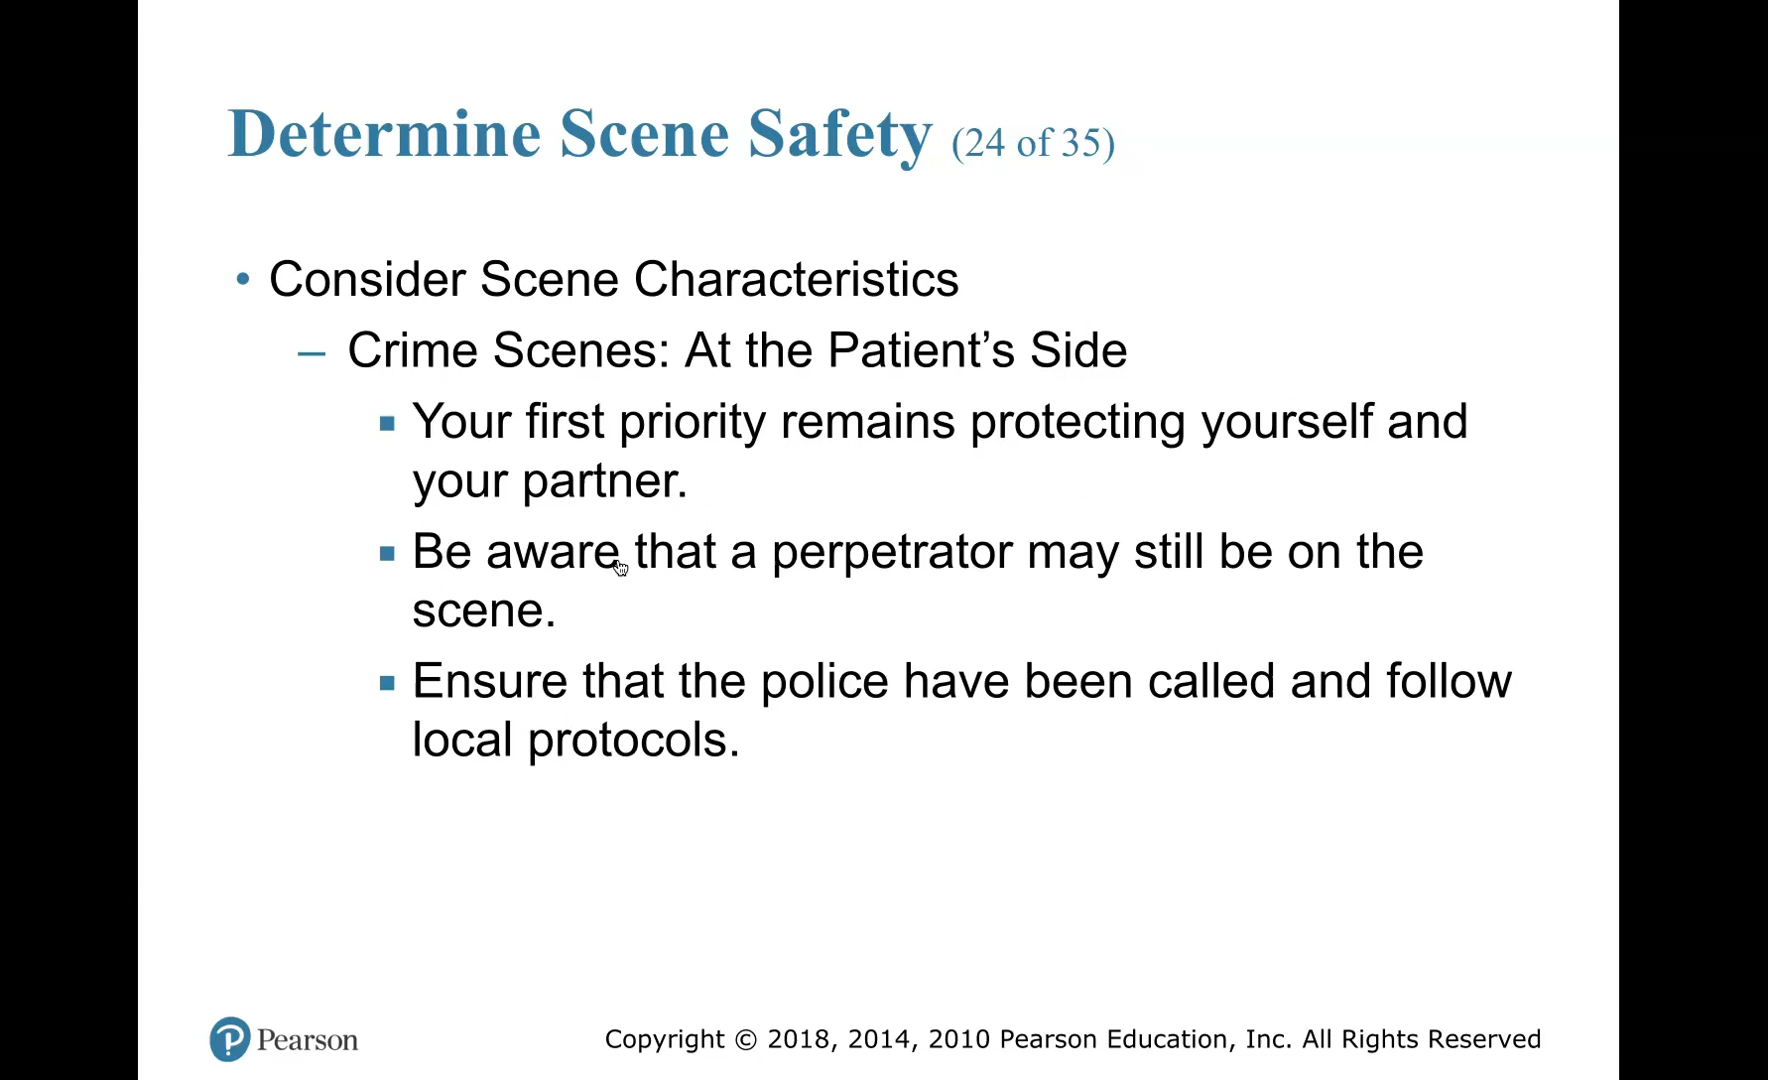 Determine Scene Safety (24 of 35)
• Consider Scene Characteristics
– Crime Scenes: At the Patient’s Side
▪ Your first priority remains protecting yourself and
your partner.
▪ Be aware that a perpetrator may still be on the
scene.
▪ Ensure that the police have been called and follow
local protocols.
Pearson
Copyright © 2018, 2014, 2010 Pearson Education, Inc. All Rights Reserved